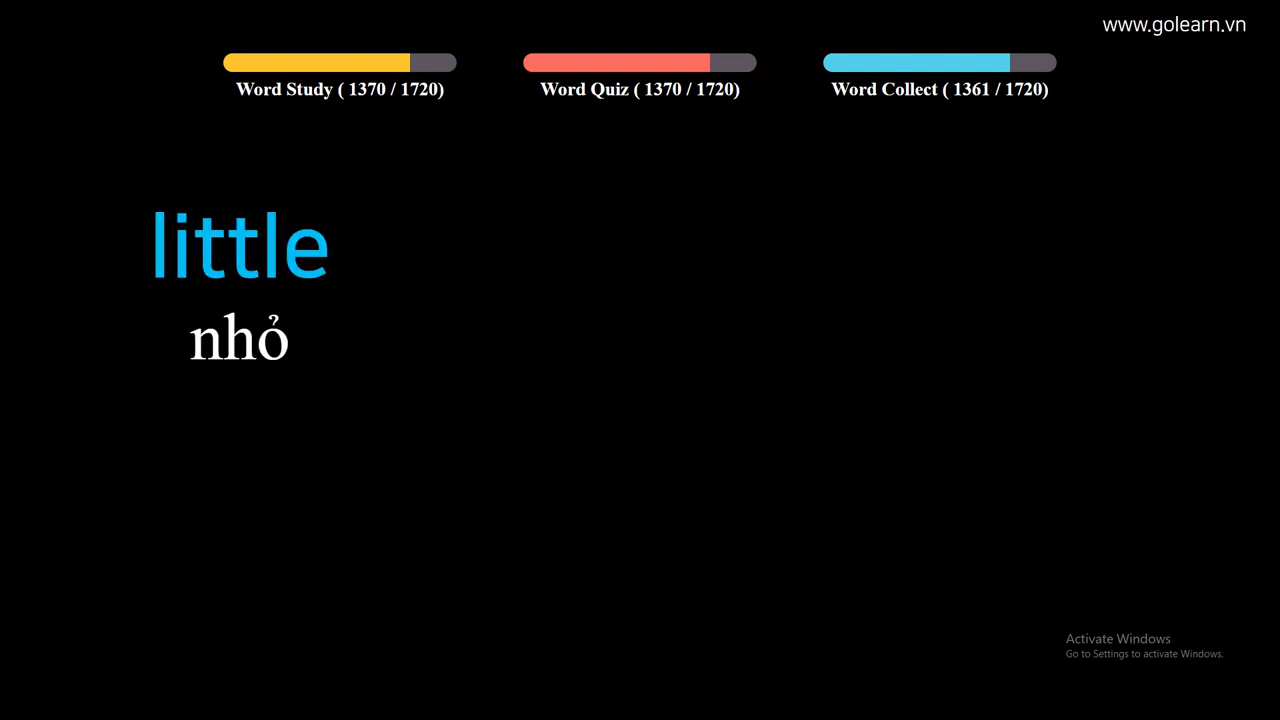 www.golearn.vn
Word Study ( 1370 / 1720)
Word Quiz ( 1370 / 1720)
Word Collect ( 1361 / 1720)
little
nhỏ
Activate Windows
Go to Settings to activate Windows.